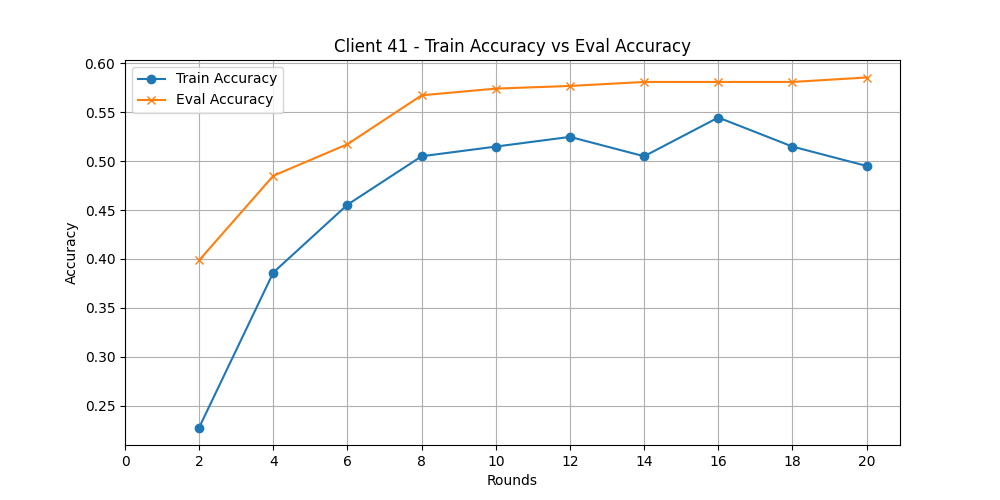 Client 41 - Train Accuracy vs Eval Accuracy
Train Accuracy
Eval Accuracy
0.60
0.55
0.50
0.45
0.40
0.35
0.30
0.25
Accuracy
0 2 4 6 8 10 12 14 16 18 20
Rounds